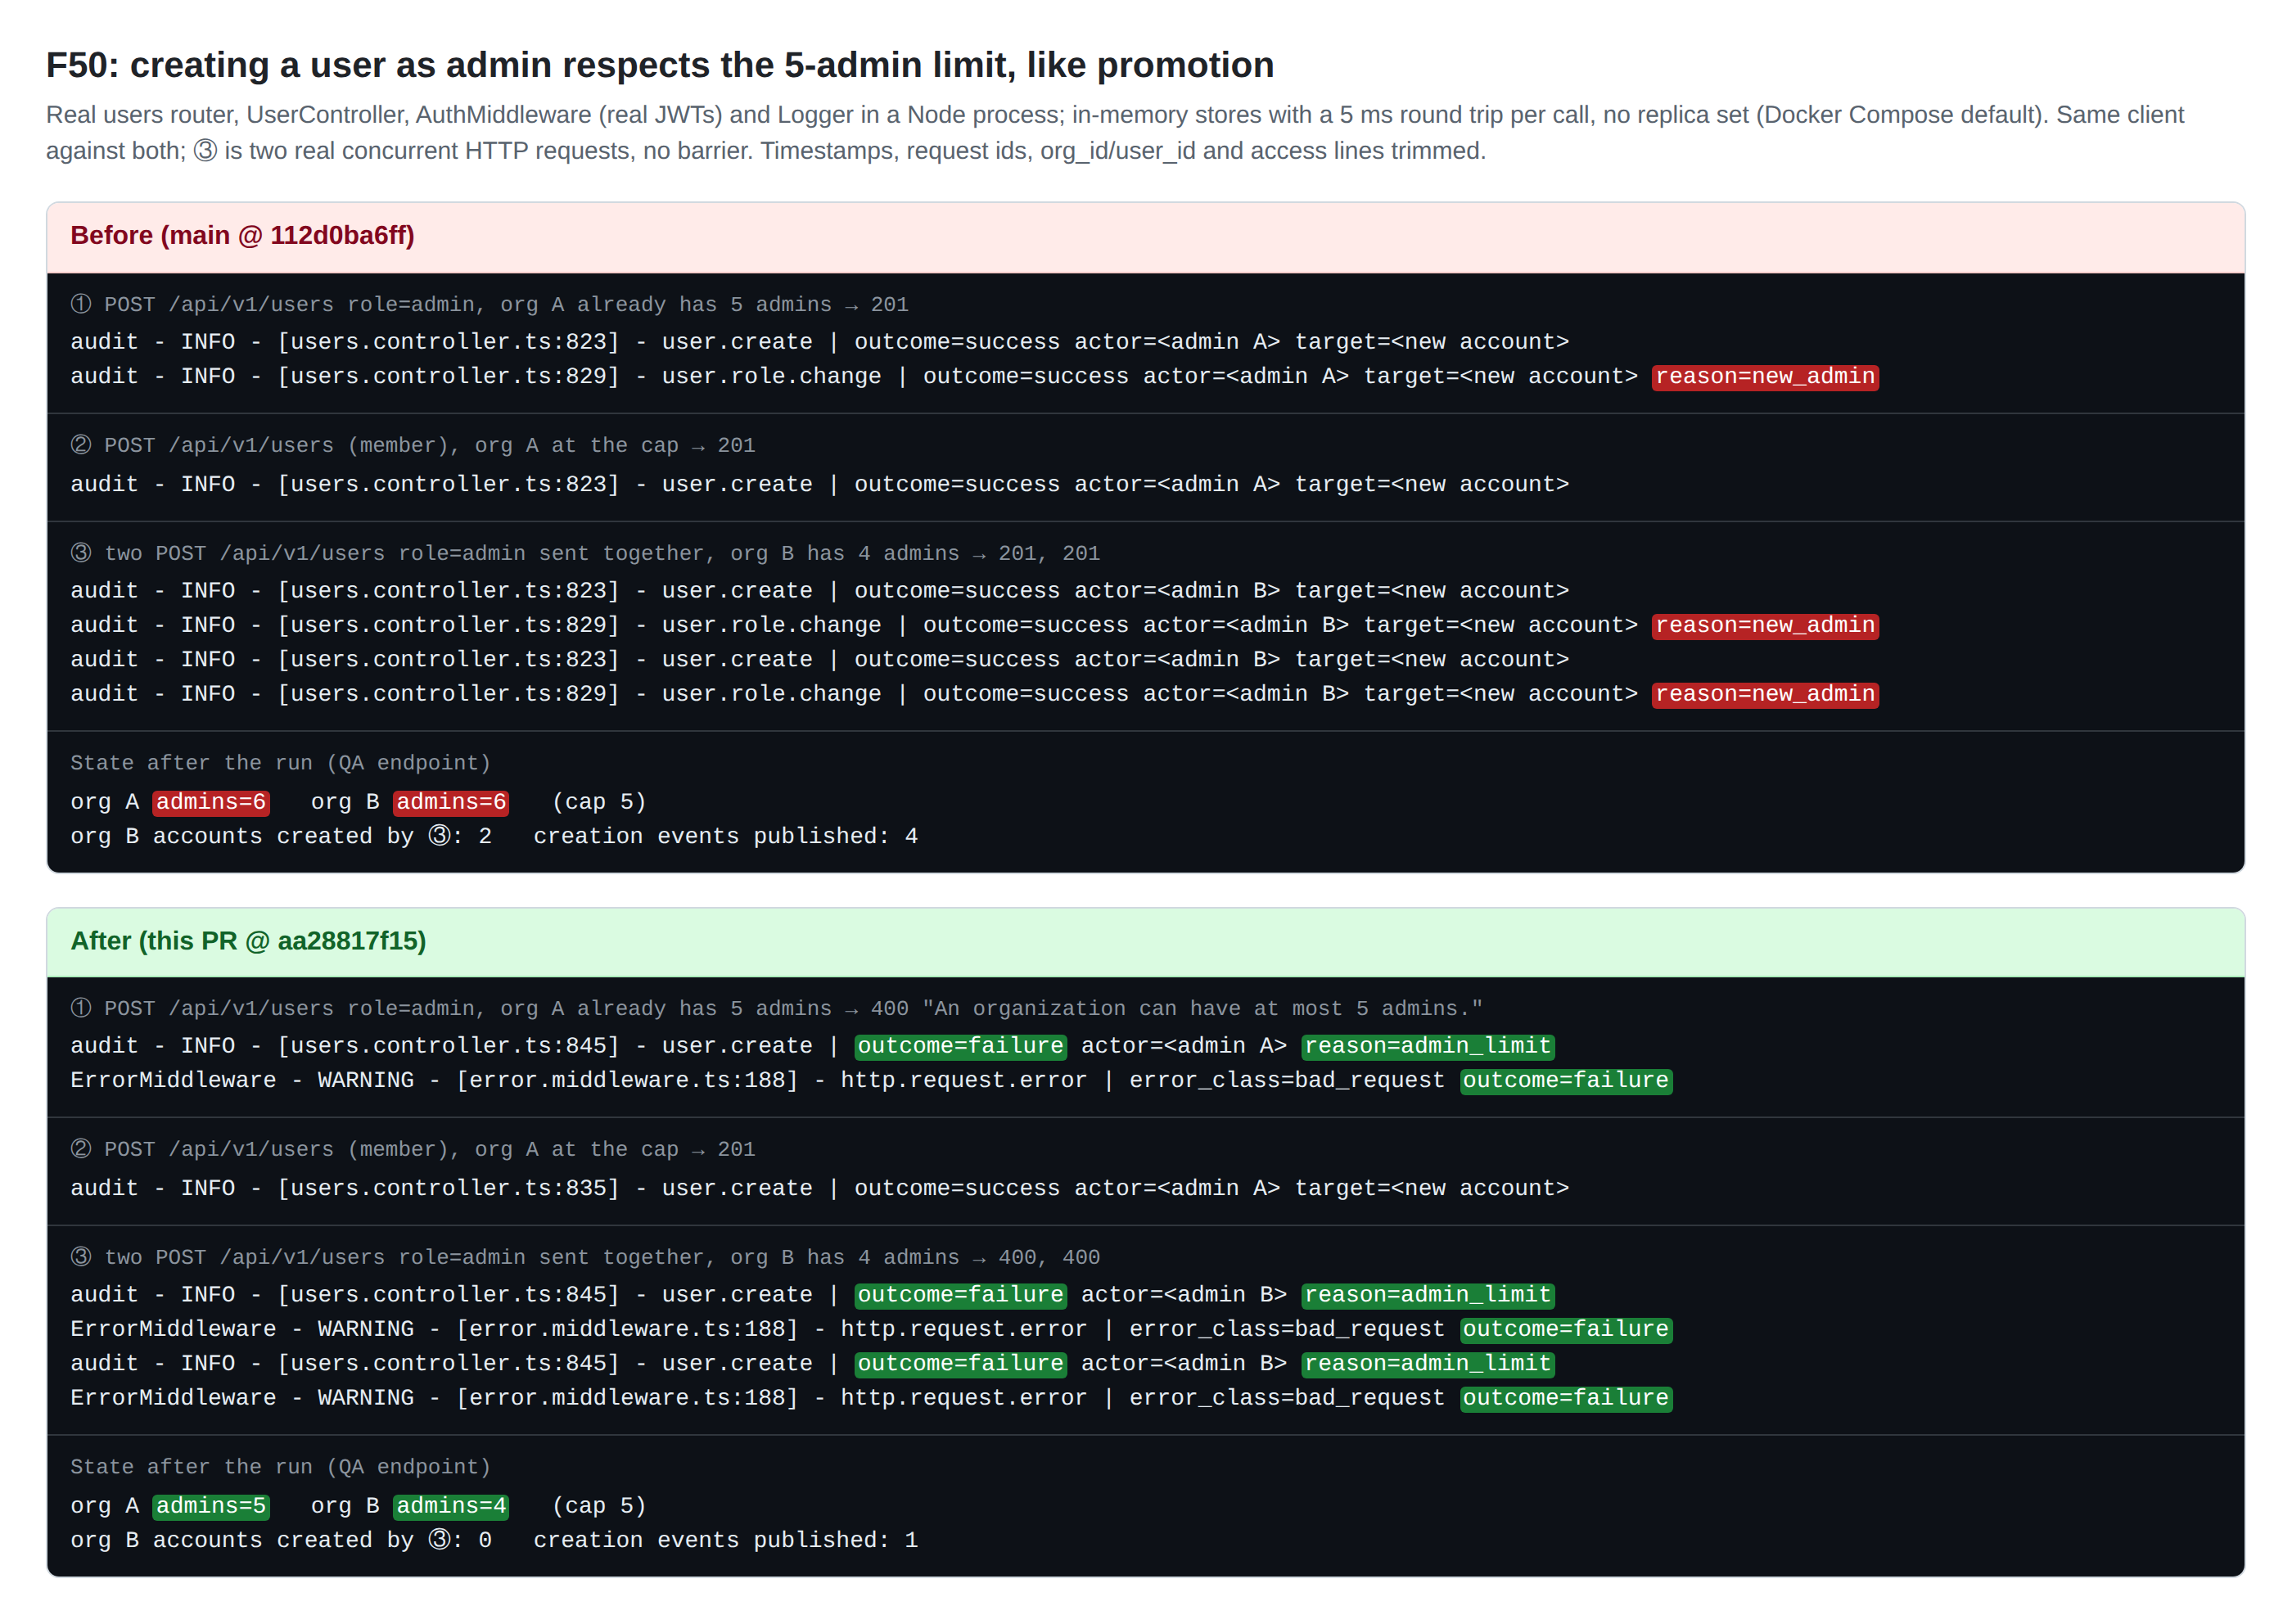 F50: creating a user as admin respects the 5-admin limit, like promotion
Real users router, UserController, AuthMiddleware (real JWTs) and Logger in a Node process; in-memory stores with a 5 ms round trip per call, no replica set (Docker Compose default). Same client
against both; ③ is two real concurrent HTTP requests, no barrier. Timestamps, request ids, org_id/user_id and access lines trimmed.
Before (main @ 112d0ba6ff)
① POST /api/v1/users role=admin, org A already has 5 admins → 201
audit - INFO - [users.controller.ts:823] - user.create | outcome=success actor=<admin A> target=<new account>
audit - INFO - [users.controller.ts:829] - user.role.change | outcome=success actor=<admin A> target=<new account> reason=new_admin
② POST /api/v1/users (member), org A at the cap → 201
audit - INFO - [users.controller.ts:823] - user.create | outcome=success actor=<admin A> target=<new account>
③ two POST /api/v1/users role=admin sent together, org B has 4 admins → 201, 201
audit - INFO - [users.controller.ts:823] - user.create | outcome=success actor=<admin B> target=<new account>
audit - INFO - [users.controller.ts:829] - user.role.change | outcome=success actor=<admin B> target=<new account> reason=new_admin
audit - INFO - [users.controller.ts:823] - user.create | outcome=success actor=<admin B> target=<new account>
audit - INFO - [users.controller.ts:829] - user.role.change | outcome=success actor=<admin B> target=<new account> reason=new_admin
State after the run (QA endpoint)
org A admins=6 org B admins=6 (cap 5)
org B accounts created by ③: 2 creation events published: 4
After (this PR @ aa28817f15)
① POST /api/v1/users role=admin, org A already has 5 admins → 400 "An organization can have at most 5 admins."
audit - INFO - [users.controller.ts:845] - user.create | outcome=failure actor=<admin A> reason=admin_limit
ErrorMiddleware - WARNING - [error.middleware.ts:188] - http.request.error | error_class=bad_request outcome=failure
② POST /api/v1/users (member), org A at the cap → 201
audit - INFO - [users.controller.ts:835] - user.create | outcome=success actor=<admin A> target=<new account>
③ two POST /api/v1/users role=admin sent together, org B has 4 admins → 400, 400
audit - INFO - [users.controller.ts:845] - user.create | outcome=failure actor=<admin B> reason=admin_limit
ErrorMiddleware - WARNING - [error.middleware.ts:188] - http.request.error | error_class=bad_request outcome=failure
audit - INFO - [users.controller.ts:845] - user.create | outcome=failure actor=<admin B> reason=admin_limit
ErrorMiddleware - WARNING - [error.middleware.ts:188] - http.request.error | error_class=bad_request outcome=failure
State after the run (QA endpoint)
org A admins=5 org B admins=4 (cap 5)
org B accounts created by ③: 0 creation events published: 1